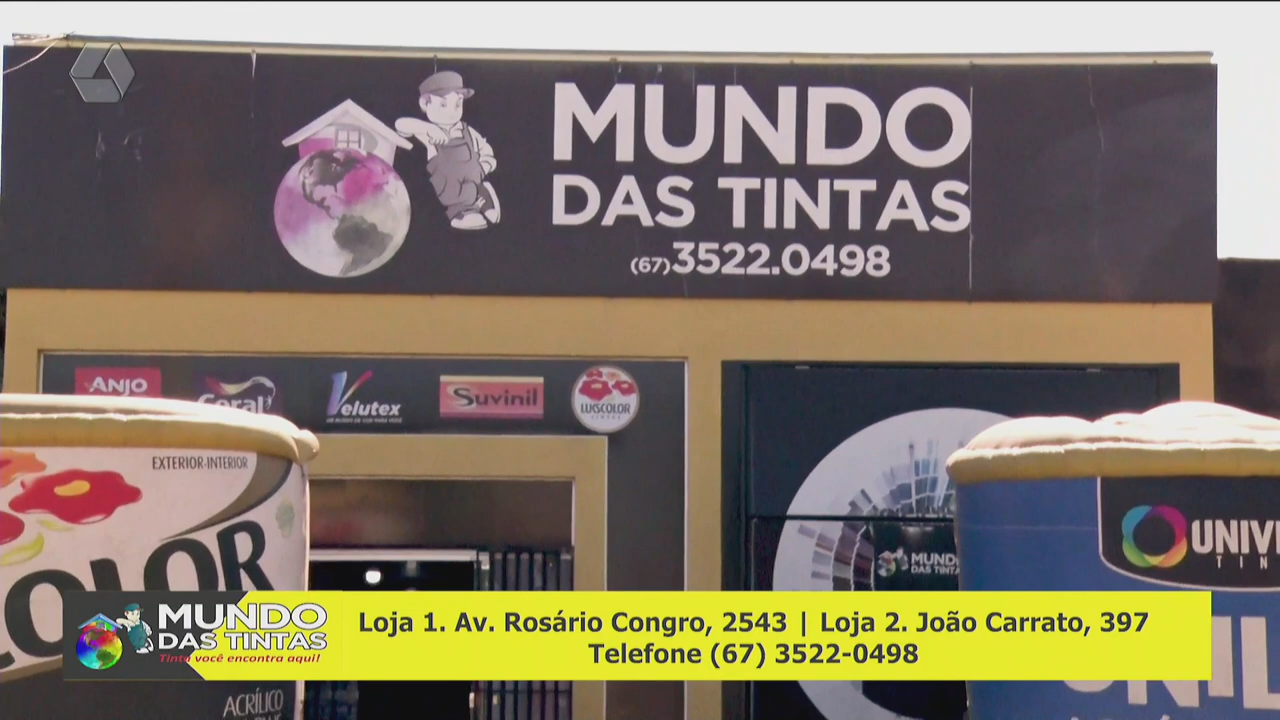 MUNDO
DAS TINTAS
(67)3522.0498
ANJO
Coral
Velutex
Suvinil
LUKSCOLOR
TINTAS
EXTERIOR-INTERIOR
COLOR
ACRÍLICO
MUNDO
DAS TINTAS
MUNDO
DAS TINTAS
Tinta você encontra aqui!
Loja 1. Av. Rosário Congro, 2543 | Loja 2. João Carrato, 397
Telefone (67) 3522-0498